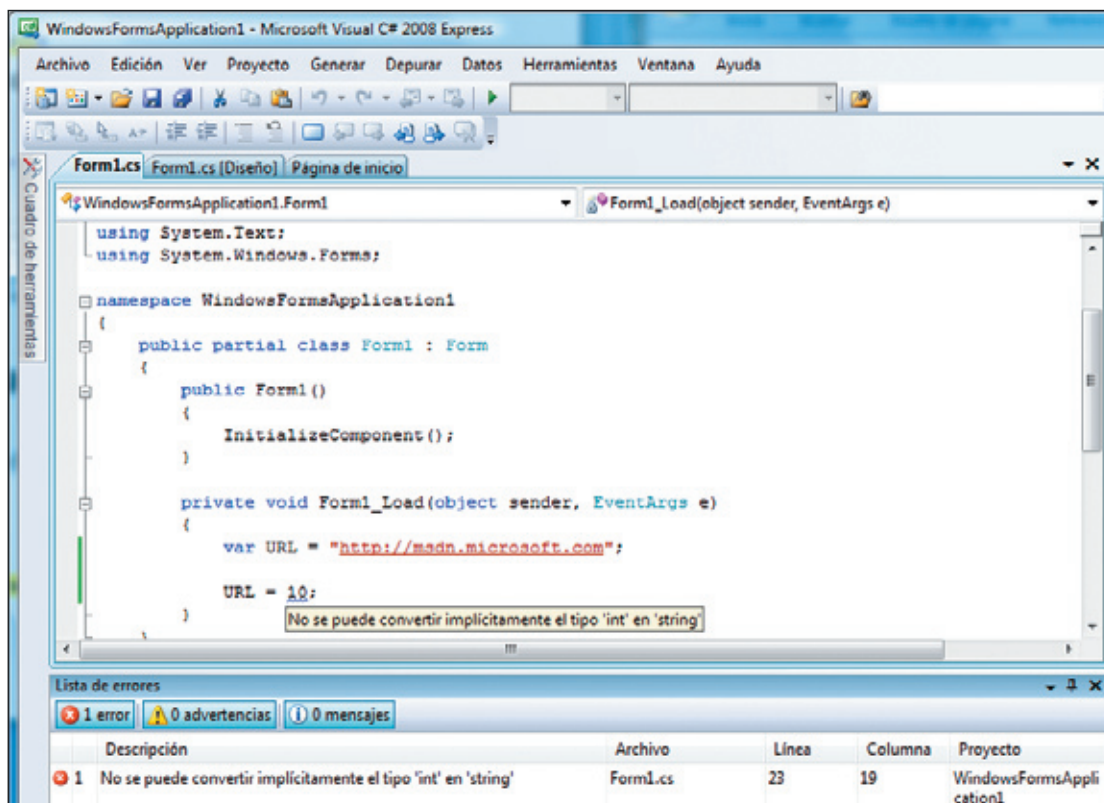 WindowsFormsApplication1 - Microsoft Visual C# 2008 Express
Archivo Edición Ver Proyecto Generar Depurar Datos Herramientas Ventana Ayuda
Form1.cs Form1.cs [Diseño] Página de inicio
Cuadro de herramientas
WindowsFormsApplication1.Form1 Form1_Load(object sender, EventArgs e)
using System.Text;
using System.Windows.Forms;
namespace WindowsFormsApplication1
{
public partial class Form1 : Form
{
public Form1()
{
InitializeComponent();
}
private void Form1_Load(object sender, EventArgs e)
{
var URL = "http://msdn.microsoft.com";
URL = 10;
}
No se puede convertir implícitamente el tipo 'int' en 'string'
}
Lista de errores
1 error 0 advertencias 0 mensajes
Descripción Archivo Línea Columna Proyecto
1 No se puede convertir implícitamente el tipo 'int' en 'string' Form1.cs 23 19 WindowsFormsAppli
cation1